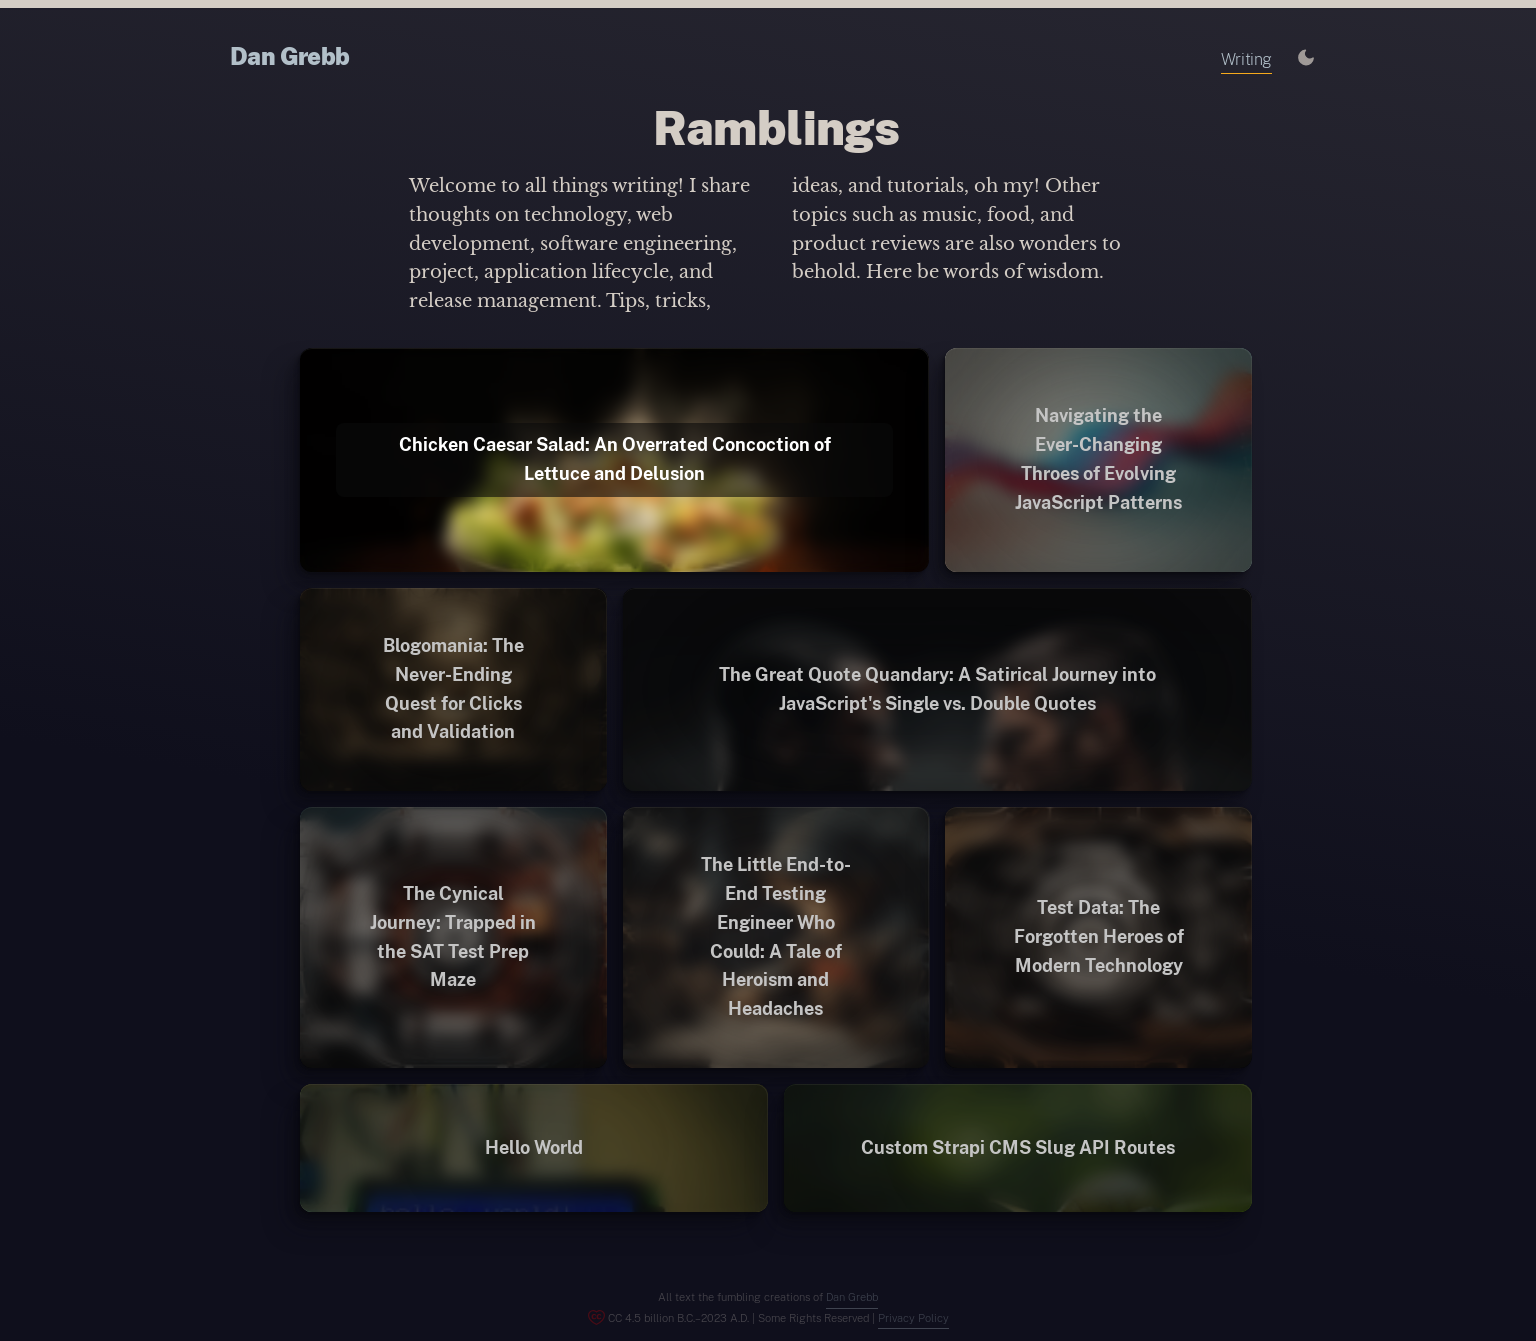 Dan Grebb
Writing
Ramblings
Welcome to all things writing! I share
thoughts on technology, web
development, software engineering,
project, application lifecycle, and
release management. Tips, tricks,
ideas, and tutorials, oh my! Other
topics such as music, food, and
product reviews are also wonders to
behold. Here be words of wisdom.
Chicken Caesar Salad: An Overrated Concoction of
Lettuce and Delusion
Navigating the
Ever-Changing
Throes of Evolving
JavaScript Patterns
Blogomania: The
Never-Ending
Quest for Clicks
and Validation
The Great Quote Quandary: A Satirical Journey into
JavaScript's Single vs. Double Quotes
The Cynical
Journey: Trapped in
the SAT Test Prep
Maze
The Little End-to-
End Testing
Engineer Who
Could: A Tale of
Heroism and
Headaches
Test Data: The
Forgotten Heroes of
Modern Technology
Hello World
Custom Strapi CMS Slug API Routes
All text the fumbling creations of Dan Grebb
CC 4.5 billion B.C.–2023 A.D. | Some Rights Reserved | Privacy Policy